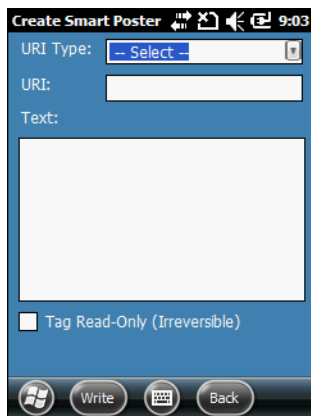 Create Smart Poster 9:03
URI Type: -- Select --
URI:
Text:
Tag Read-Only (Irreversible)
Write Back